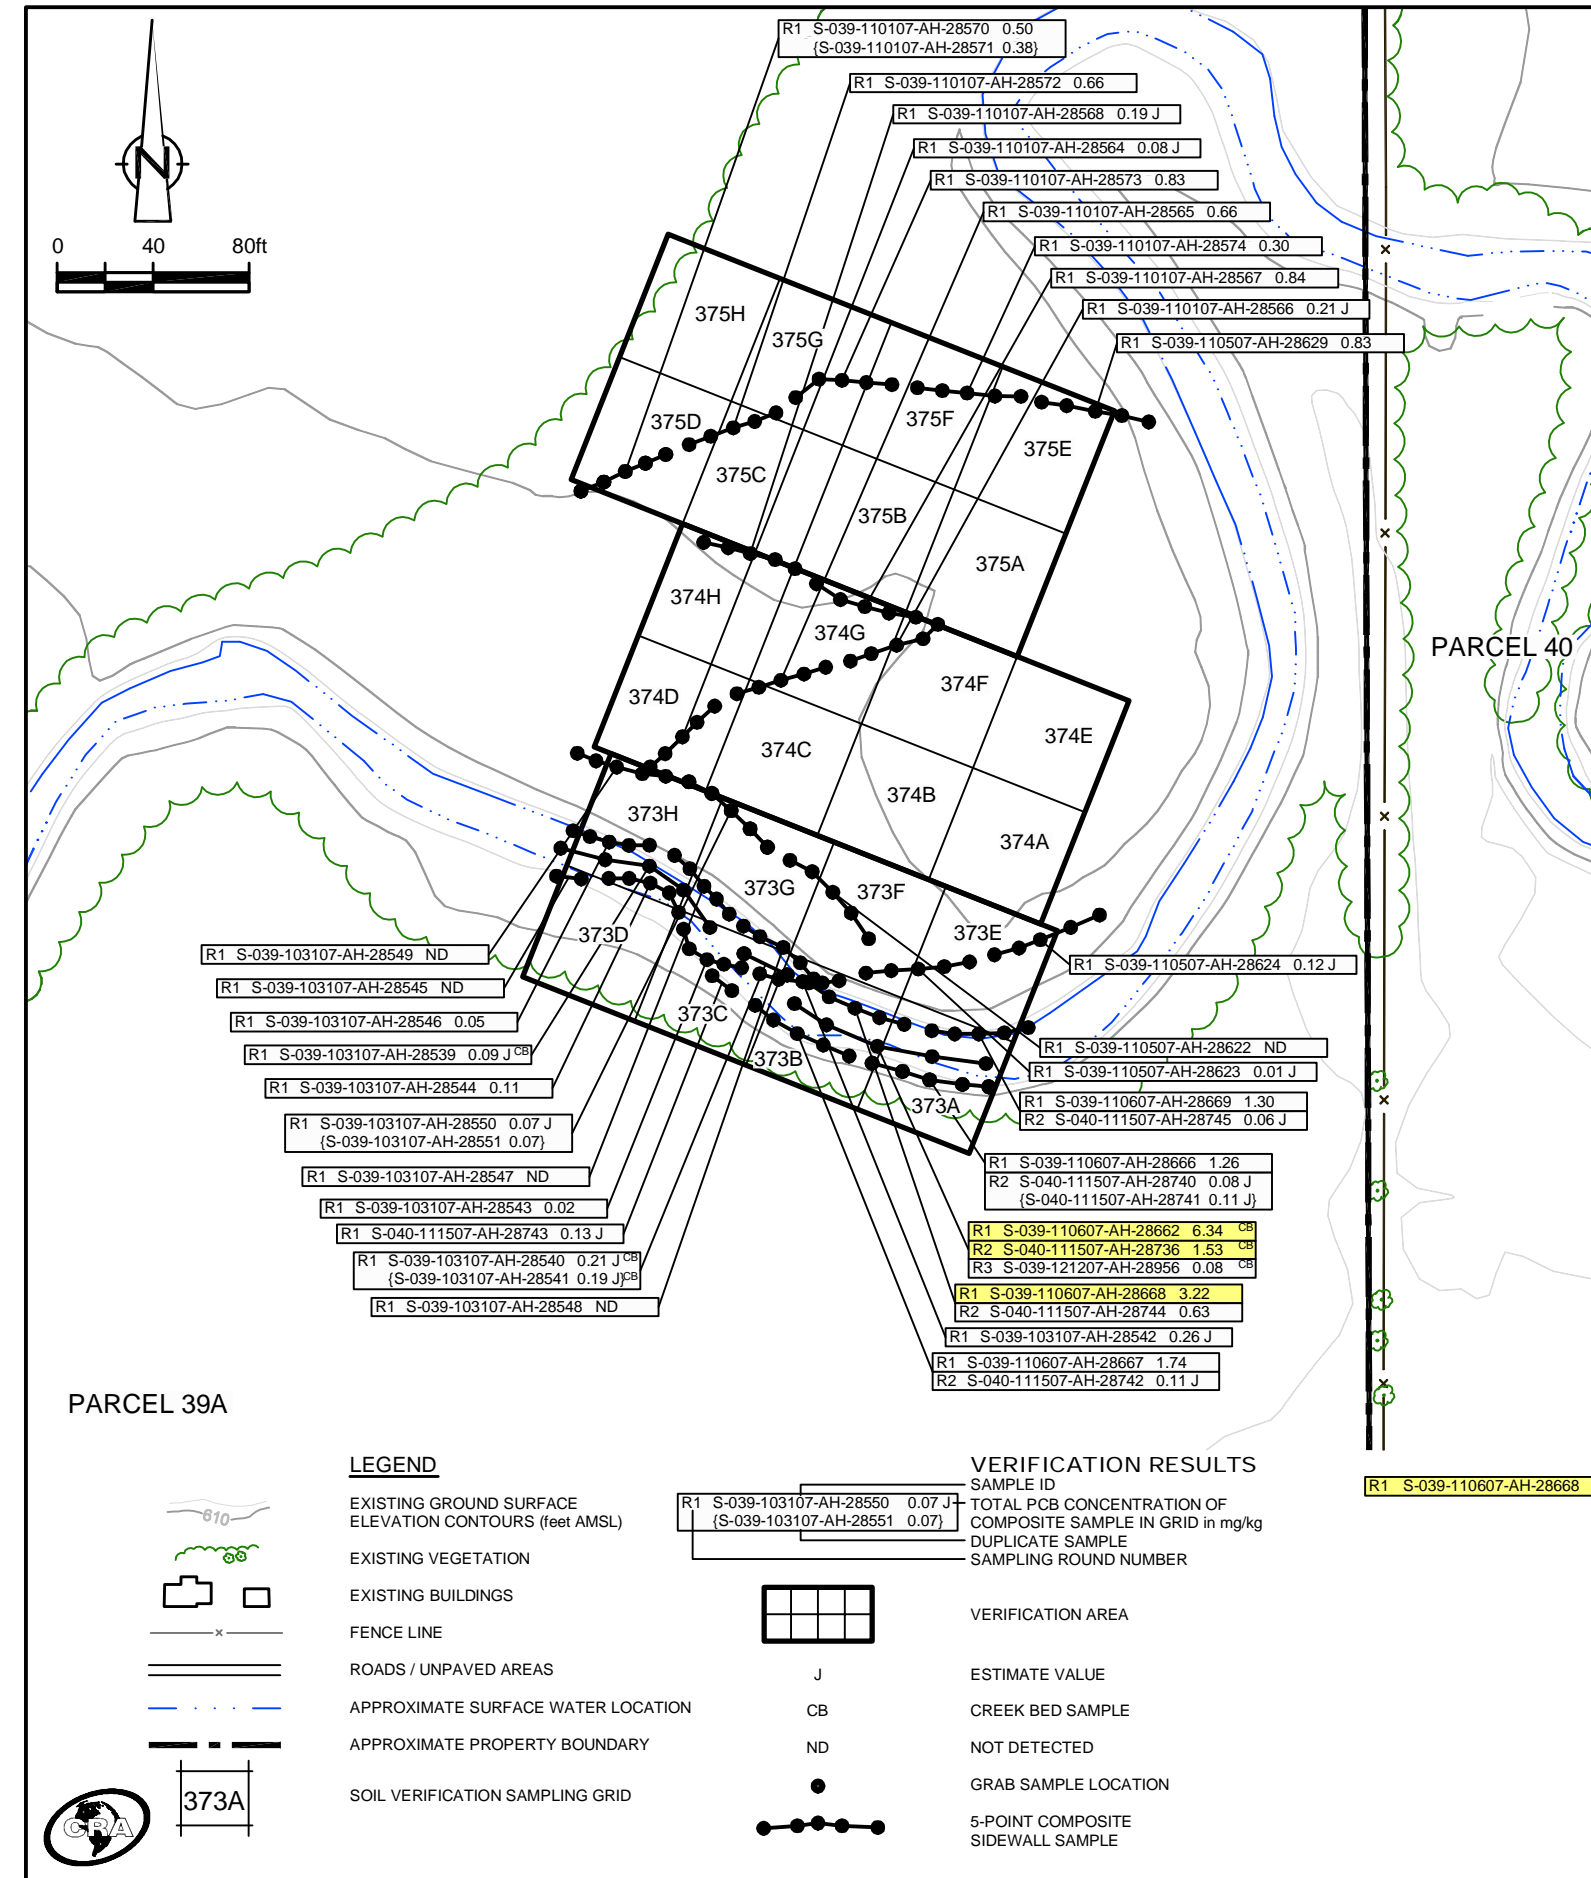 R1 S-039-110107-AH-28570 0.50
{S-039-110107-AH-28571 0.38}
R1 S-039-110107-AH-28572 0.66
R1 S-039-110107-AH-28568 0.19 J
R1 S-039-110107-AH-28564 0.08 J
R1 S-039-110107-AH-28573 0.83
R1 S-039-110107-AH-28565 0.66
R1 S-039-110107-AH-28574 0.30
R1 S-039-110107-AH-28567 0.84
R1 S-039-110107-AH-28566 0.21 J
R1 S-039-110507-AH-28629 0.83
N
0 40 80ft
375H
375G
375D
375F
375E
375C
375B
375A
374H
374G
374F
374D
374E
374C
374B
374A
373H
373G
373F
373E
373D
373C
373B
373A
PARCEL 40
R1 S-039-103107-AH-28549 ND
R1 S-039-103107-AH-28545 ND
R1 S-039-103107-AH-28546 0.05
R1 S-039-103107-AH-28539 0.09 J CB
R1 S-039-103107-AH-28544 0.11
R1 S-039-103107-AH-28550 0.07 J
{S-039-103107-AH-28551 0.07}
R1 S-039-103107-AH-28547 ND
R1 S-039-103107-AH-28543 0.02
R1 S-040-111507-AH-28743 0.13 J
R1 S-039-103107-AH-28540 0.21 J CB
{S-039-103107-AH-28541 0.19 J} CB
R1 S-039-103107-AH-28548 ND
R1 S-039-110507-AH-28624 0.12 J
R1 S-039-110507-AH-28622 ND
R1 S-039-110507-AH-28623 0.01 J
R1 S-039-110607-AH-28669 1.30
R2 S-040-111507-AH-28745 0.06 J
R1 S-039-110607-AH-28666 1.26
R2 S-040-111507-AH-28740 0.08 J
{S-040-111507-AH-28741 0.11 J}
R1 S-039-110607-AH-28662 6.34 CB
R2 S-040-111507-AH-28736 1.53 CB
R3 S-039-121207-AH-28956 0.08 CB
R1 S-039-110607-AH-28668 3.22
R2 S-040-111507-AH-28744 0.63
R1 S-039-103107-AH-28542 0.26 J
R1 S-039-110607-AH-28667 1.74
R2 S-040-111507-AH-28742 0.11 J
PARCEL 39A
R1 S-039-110607-AH-28668
LEGEND
610
EXISTING GROUND SURFACE
ELEVATION CONTOURS (feet AMSL)
EXISTING VEGETATION
EXISTING BUILDINGS
FENCE LINE
ROADS / UNPAVED AREAS
APPROXIMATE SURFACE WATER LOCATION
APPROXIMATE PROPERTY BOUNDARY
373A
SOIL VERIFICATION SAMPLING GRID
CRA
VERIFICATION RESULTS
R1 S-039-103107-AH-28550 0.07 J
{S-039-103107-AH-28551 0.07}
SAMPLE ID
TOTAL PCB CONCENTRATION OF
COMPOSITE SAMPLE IN GRID in mg/kg
DUPLICATE SAMPLE
SAMPLING ROUND NUMBER
VERIFICATION AREA
J ESTIMATE VALUE
CB CREEK BED SAMPLE
ND NOT DETECTED
GRAB SAMPLE LOCATION
5-POINT COMPOSITE
SIDEWALL SAMPLE